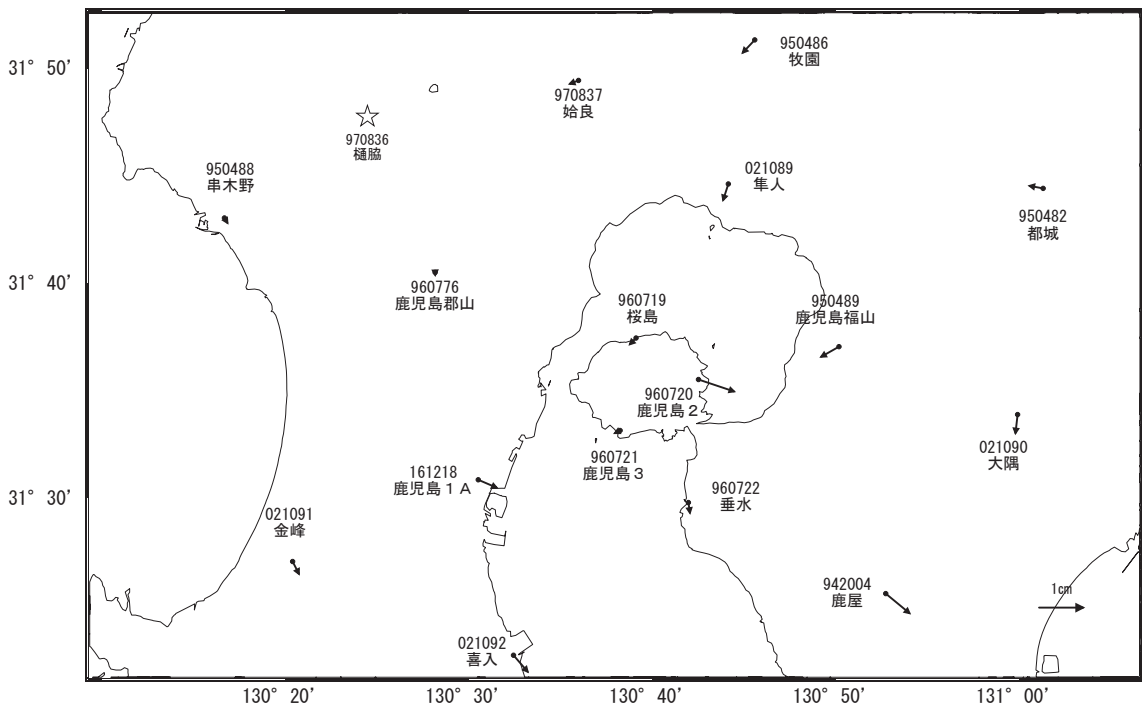 950486
牧園
31° 50'
970837
姶良
970836
樋脇
950488
串木野
021089
隼人
950482
都城
31° 40'
960776
鹿児島郡山
960719
桜島
950489
鹿児島福山
960720
鹿児島２
960721
鹿児島３
021090
大隅
161218
鹿児島１Ａ
31° 30'
960722
垂水
021091
金峰
942004
鹿屋
1cm
021092
喜入
130° 20'
130° 30'
130° 40'
130° 50'
131° 00'